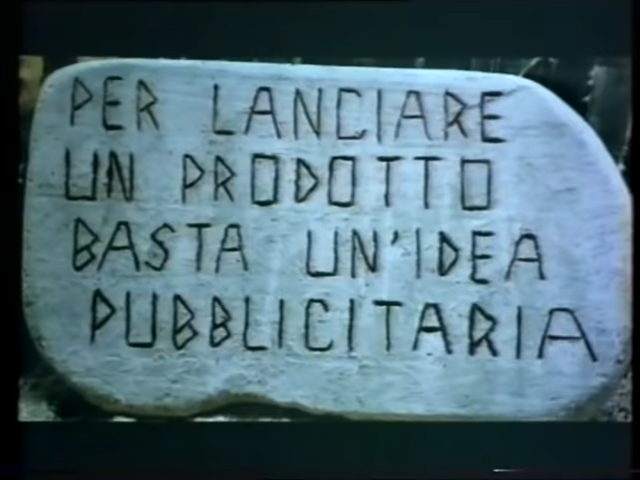 PER LANCIARE
UN PRODOTTO
BASTA UN'IDEA
PUBBLICITARIA